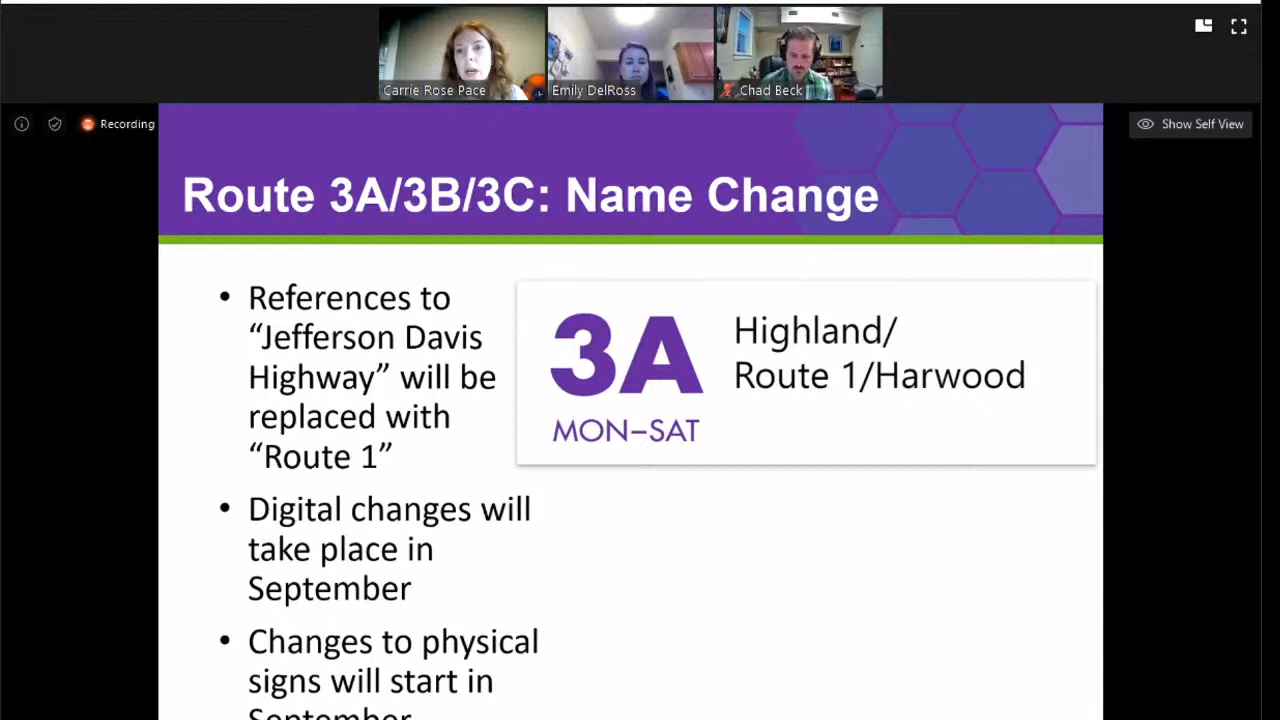 Carrie Rose Pace
Emily DelRoss
Chad Beck
Recording
Show Self View
Route 3A/3B/3C: Name Change
• References to
“Jefferson Davis
Highway” will be
replaced with
“Route 1”
• Digital changes will
take place in
September
• Changes to physical
signs will start in
September
3A
MON–SAT
Highland/
Route 1/Harwood